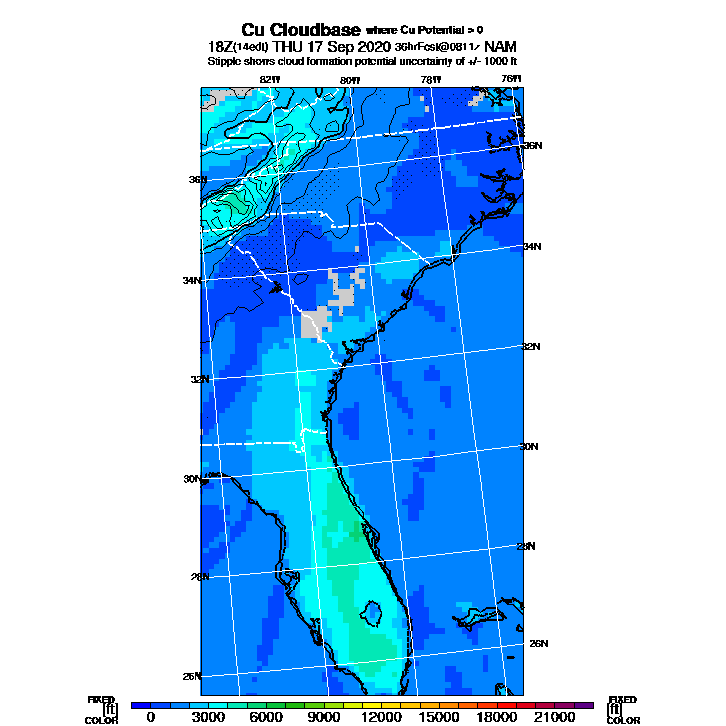 Cu Cloudbase where Cu Potential > 0
18Z(14edt) THU 17 Sep 2020 36hrFcst@0811z NAM
Stipple shows cloud formation potential uncertainty of +/- 1000 ft
82W 80W 78W 76W
36N
36N
34N
34N
32N
32N
30N
30N
28N
28N
26N
26N
FIXED FIXED
[ft] [ft]
COLOR COLOR
0 3000 6000 9000 12000 15000 18000 21000